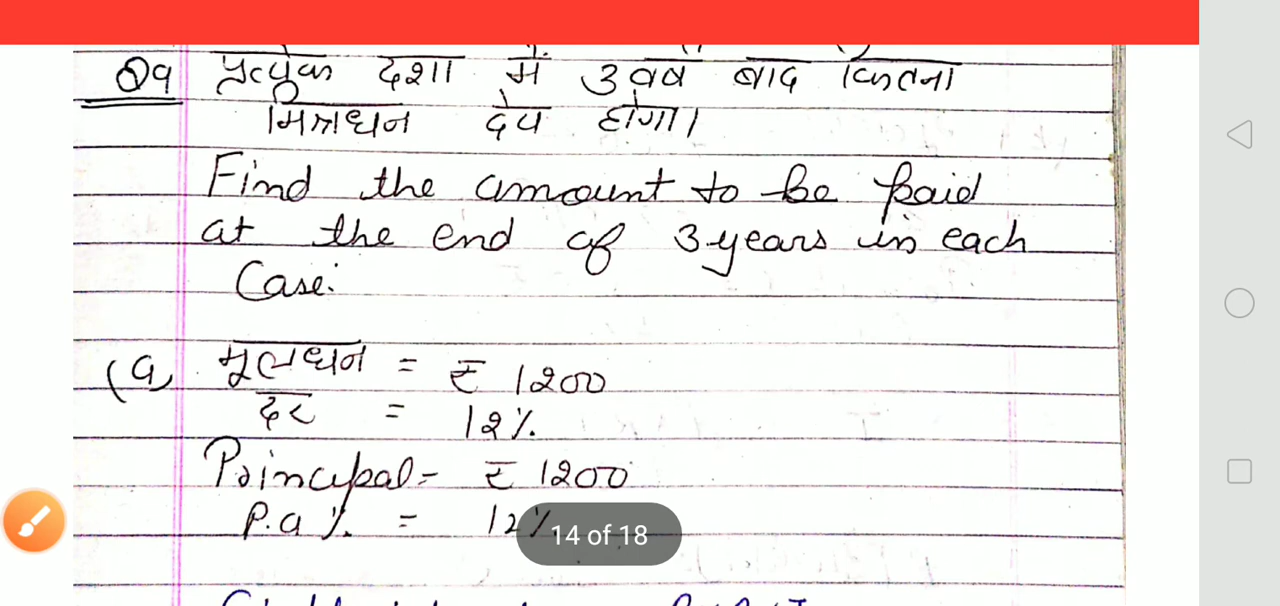 Q9 प्रत्येक दशा में 3 वर्ष बाद कितना
मिश्रधन देय होगा।
Find the amount to be paid
at the end of 3 years in each
Case:
(a) मूलधन = ₹ 1200
दर = 12%
Principal = ₹ 1200
P.a % = 12%
14 of 18